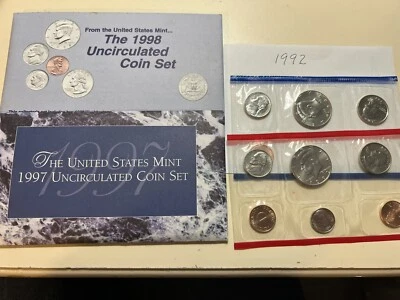 From the United States Mint...
The 1998
Uncirculated
Coin Set
1992
1997
THE UNITED STATES MINT
1997 UNCIRCULATED COIN SET